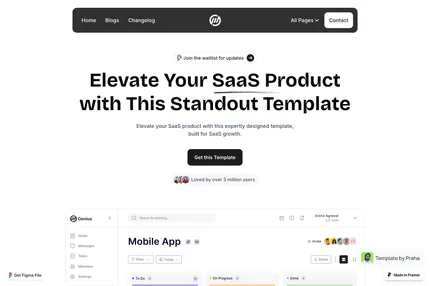 Home
Blogs
Changelog
All Pages
Contact
Join the waitlist for updates
Elevate Your SaaS Product
with This Standout Template
Elevate your SaaS product with this expertly designed template,
built for SaaS growth.
Get this Template
Loved by over 3 million users
Genius
Search for anything...
Anima Agrawal
Home
Messages
Tasks
Members
Settings
Mobile App
Invite
Filter
Today
Share
To Do
On Progress
Done
Template by Praha
Get Figma File
Made in Framer